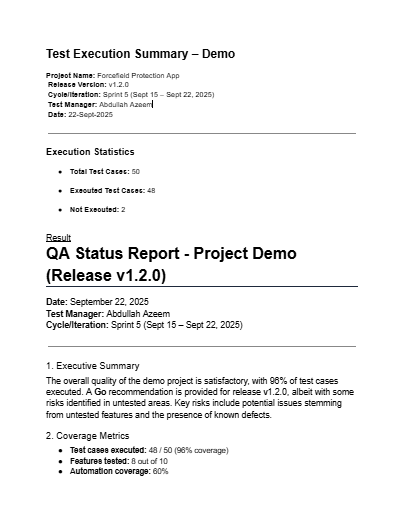 Test Execution Summary – Demo
Project Name: Forcefield Protection App
Release Version: v1.2.0
Cycle/Iteration: Sprint 5 (Sept 15 – Sept 22, 2025)
Test Manager: Abdullah Azeem
Date: 22-Sept-2025
Execution Statistics
• Total Test Cases: 50
• Executed Test Cases: 48
• Not Executed: 2
Result
QA Status Report - Project Demo
(Release v1.2.0)
Date: September 22, 2025
Test Manager: Abdullah Azeem
Cycle/Iteration: Sprint 5 (Sept 15 – Sept 22, 2025)
1. Executive Summary
The overall quality of the demo project is satisfactory, with 96% of test cases
executed. A Go recommendation is provided for release v1.2.0, albeit with some
risks identified in untested areas. Key risks include potential issues stemming
from untested features and the presence of known defects.
2. Coverage Metrics
• Test cases executed: 48 / 50 (96% coverage)
• Features tested: 8 out of 10
• Automation coverage: 60%